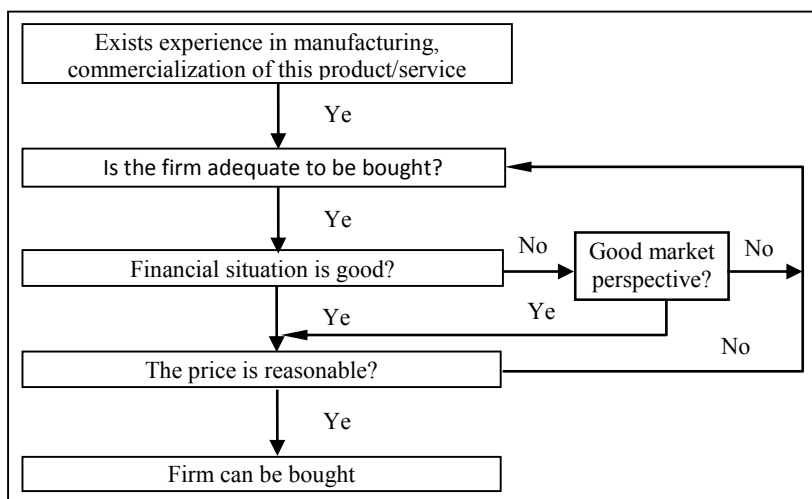 Exists experience in manufacturing,
commercialization of this product/service
Ye
Is the firm adequate to be bought?
Ye
Financial situation is good?
No
Good market
perspective?
No
Ye
Ye
The price is reasonable?
No
Ye
Firm can be bought